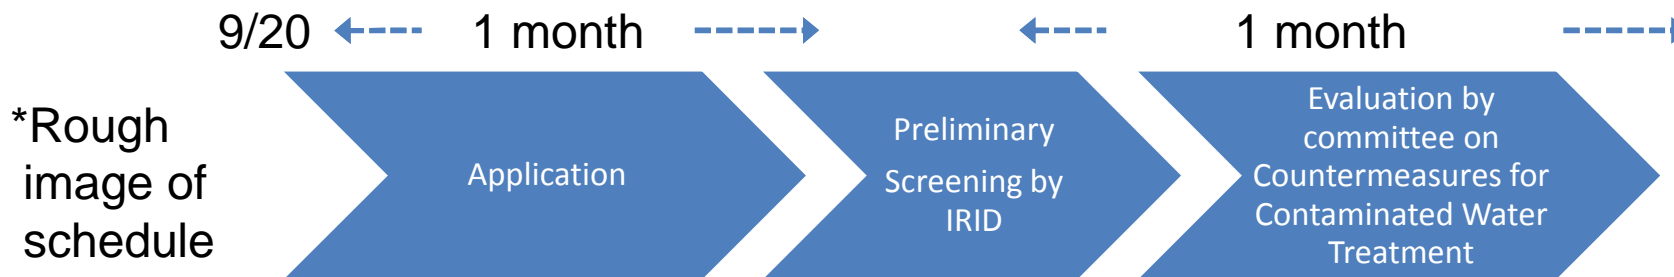 9/20 1 month 1 month
*Rough
image of
schedule
Application
Preliminary
Screening by
IRID
Evaluation by
committee on
Countermeasures for
Contaminated Water
Treatment